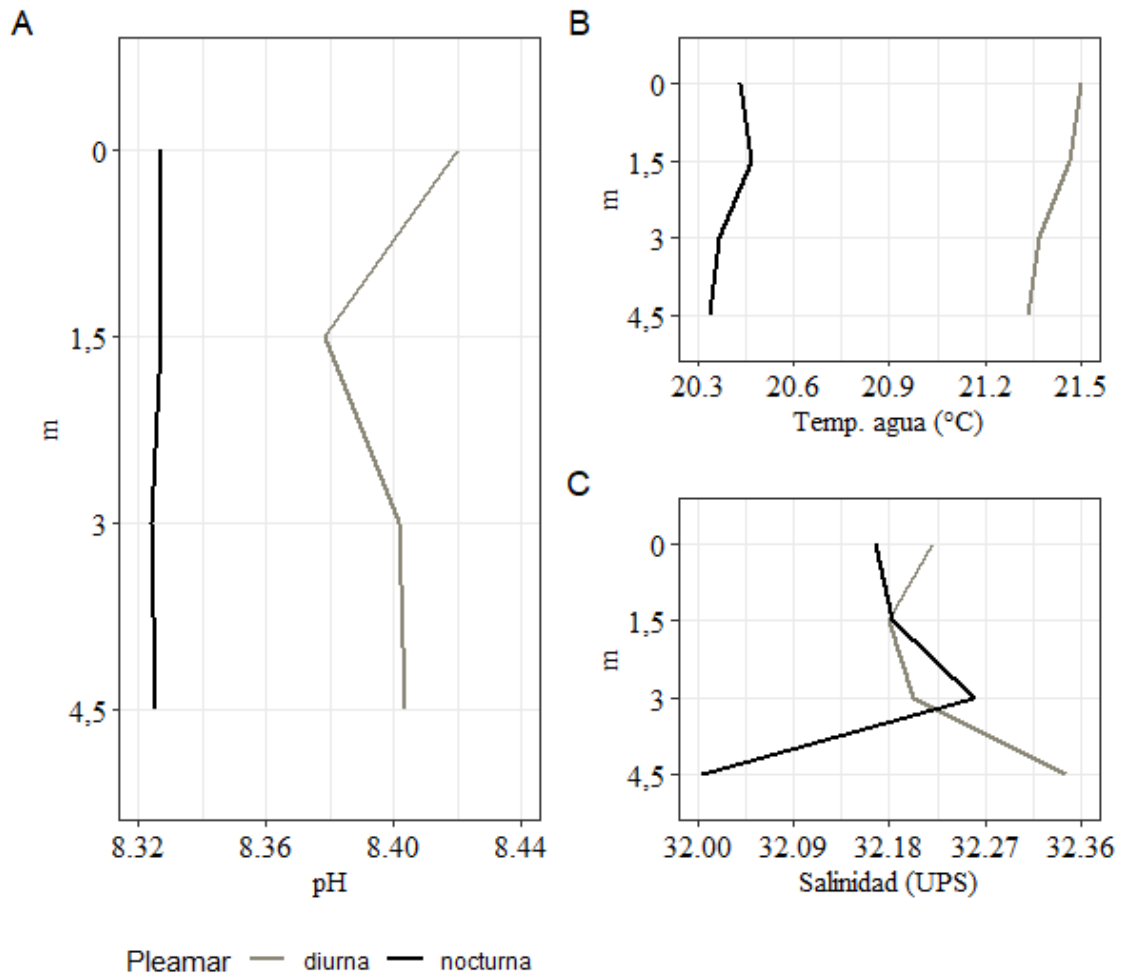 A
0
1,5
m
3
4,5
8.32 8.36 8.40 8.44
pH
B
0
1,5
m
3
4,5
20.3 20.6 20.9 21.2 21.5
Temp. agua (°C)
C
0
1,5
m
3
4,5
32.00 32.09 32.18 32.27 32.36
Salinidad (UPS)
Pleamar diurna nocturna